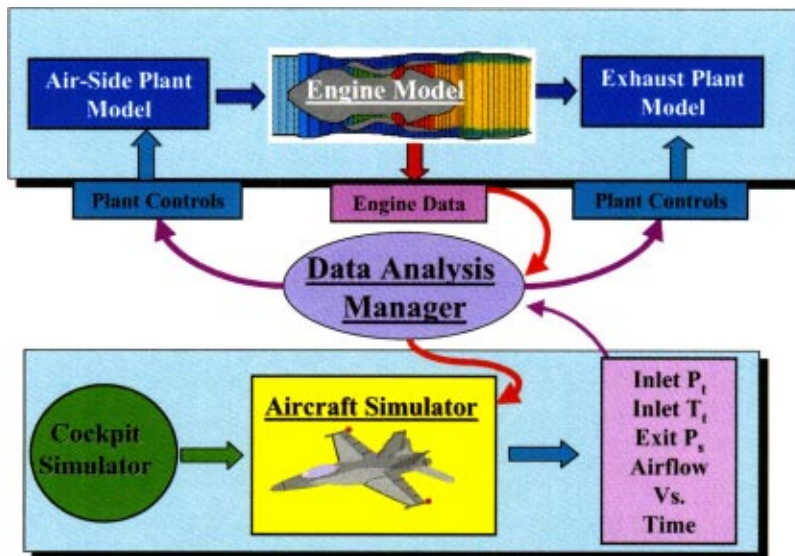 Air-Side Plant
Model
Engine Model
Exhaust Plant
Model
Plant Controls
Engine Data
Plant Controls
Data Analysis
Manager
Cockpit
Simulator
Aircraft Simulator
Inlet Pt
Inlet Tt
Exit Ps
Airflow
Vs.
Time